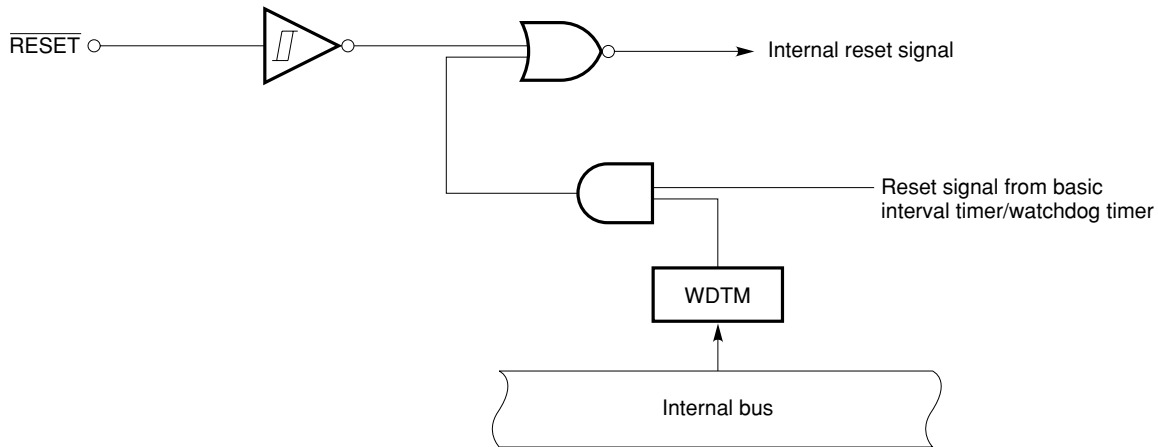 RESET
Internal reset signal
Reset signal from basic
interval timer/watchdog timer
WDTM
Internal bus